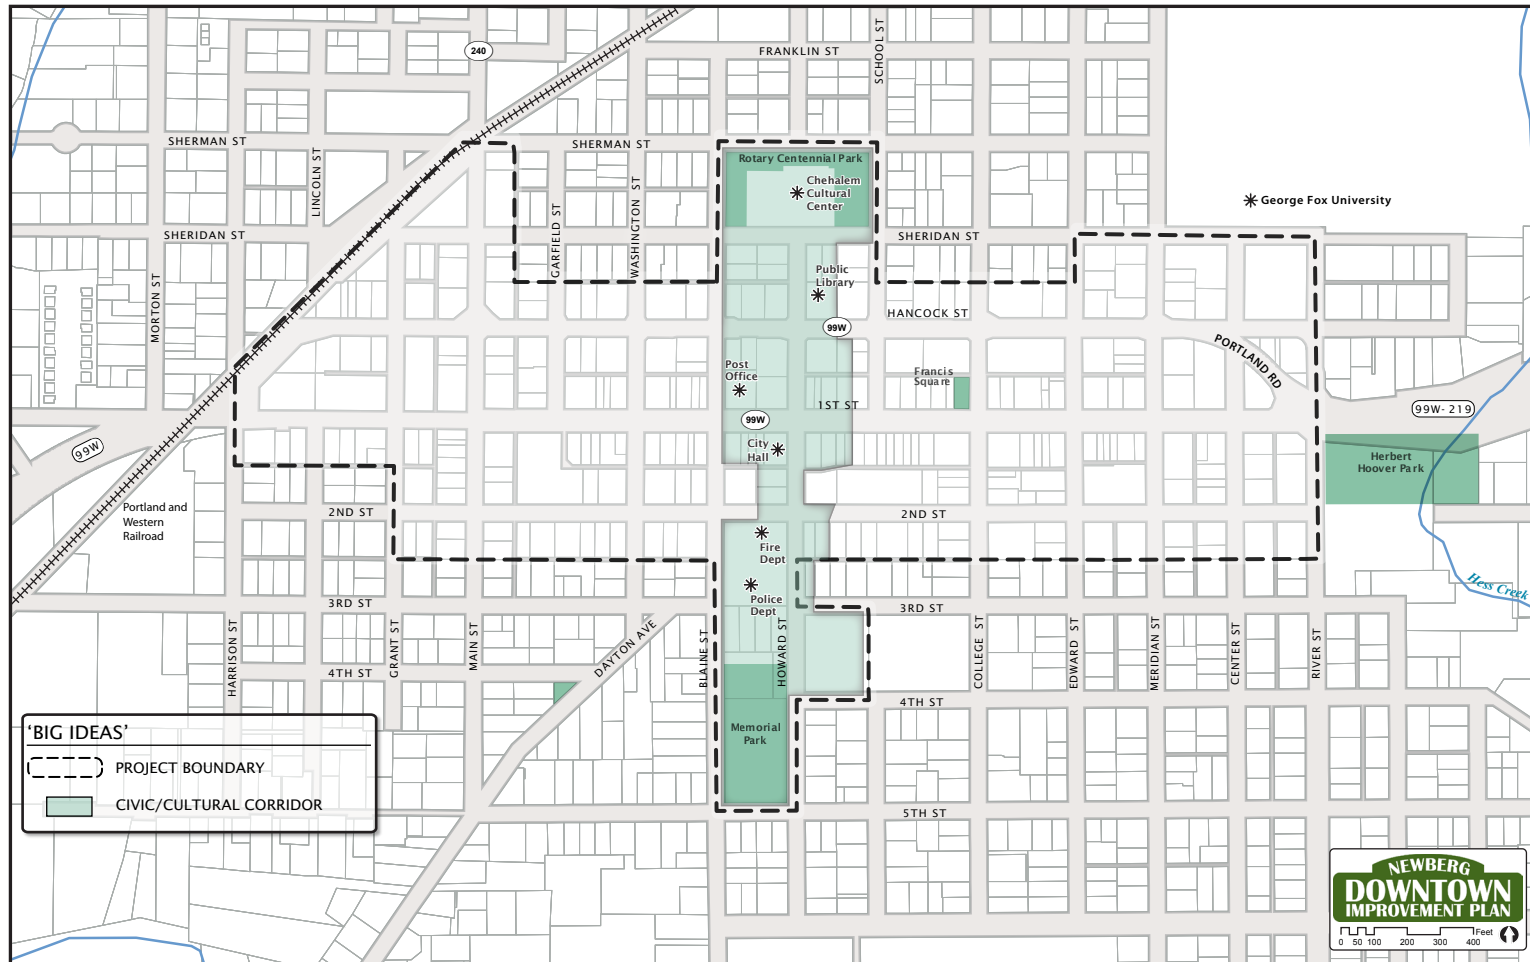 240
FRANKLIN ST
SCHOOL ST
SHERMAN ST
SHERMAN ST
LINCOLN ST
Rotary Centennial Park
Chehalem
Cultural
Center
George Fox University
SHERIDAN ST
GARFIELD ST
WASHINGTON ST
SHERIDAN ST
MORTON ST
Public
Library
HANCOCK ST
99W
PORTLAND RD
Post
Office
Francis
Square
1ST ST
99W
99W-219
City
Hall
99W
Herbert
Hoover Park
Portland and
Western
Railroad
2ND ST
2ND ST
Fire
Dept
Police
Dept
Hess Creek
3RD ST
3RD ST
HARRISON ST
GRANT ST
MAIN ST
DAYTON AVE
BLAINE ST
HOWARD ST
COLLEGE ST
EDWARD ST
MERIDIAN ST
CENTER ST
RIVER ST
4TH ST
4TH ST
Memorial
Park
'BIG IDEAS'
PROJECT BOUNDARY
CIVIC/CULTURAL CORRIDOR
5TH ST
NEWBERG
DOWNTOWN
IMPROVEMENT PLAN
Feet
0 50 100 200 300 400